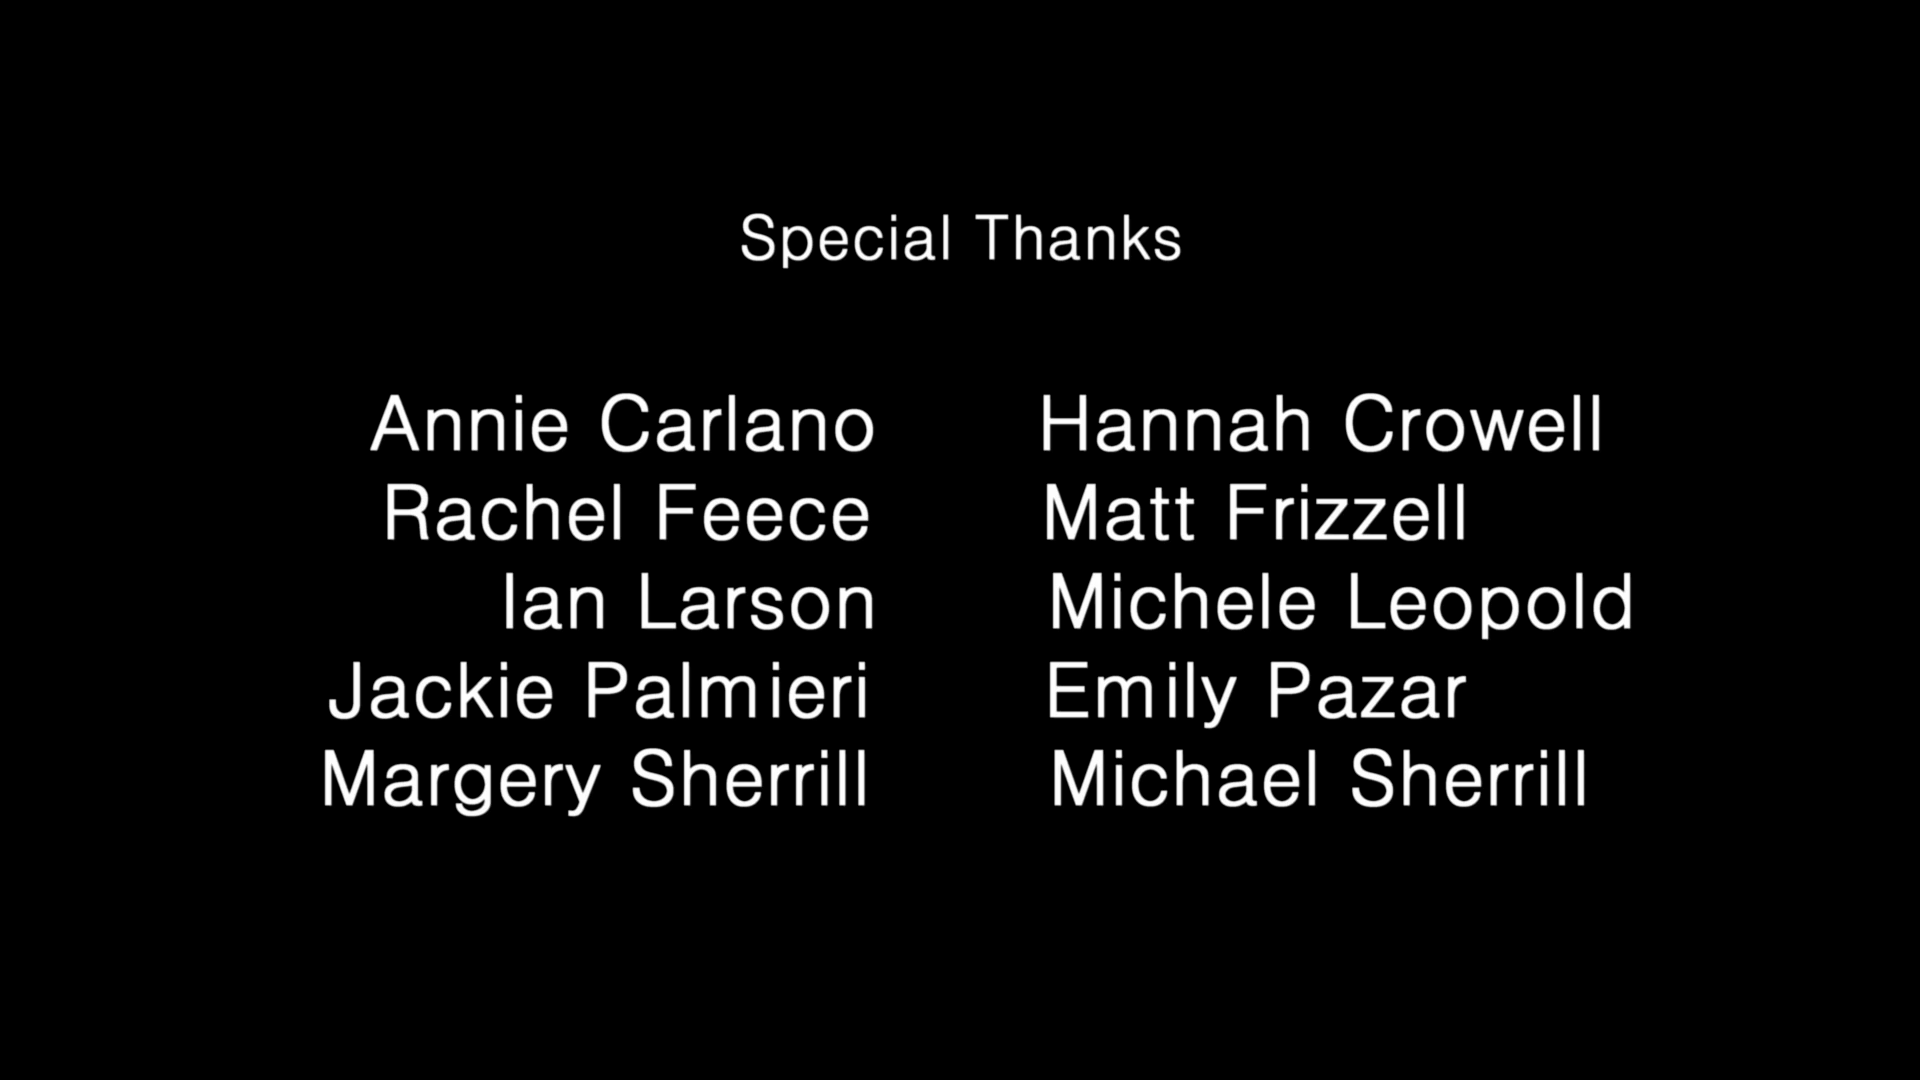 Special Thanks
Annie Carlano Hannah Crowell
Rachel Feece Matt Frizzell
Ian Larson Michele Leopold
Jackie Palmieri Emily Pazar
Margery Sherrill Michael Sherrill